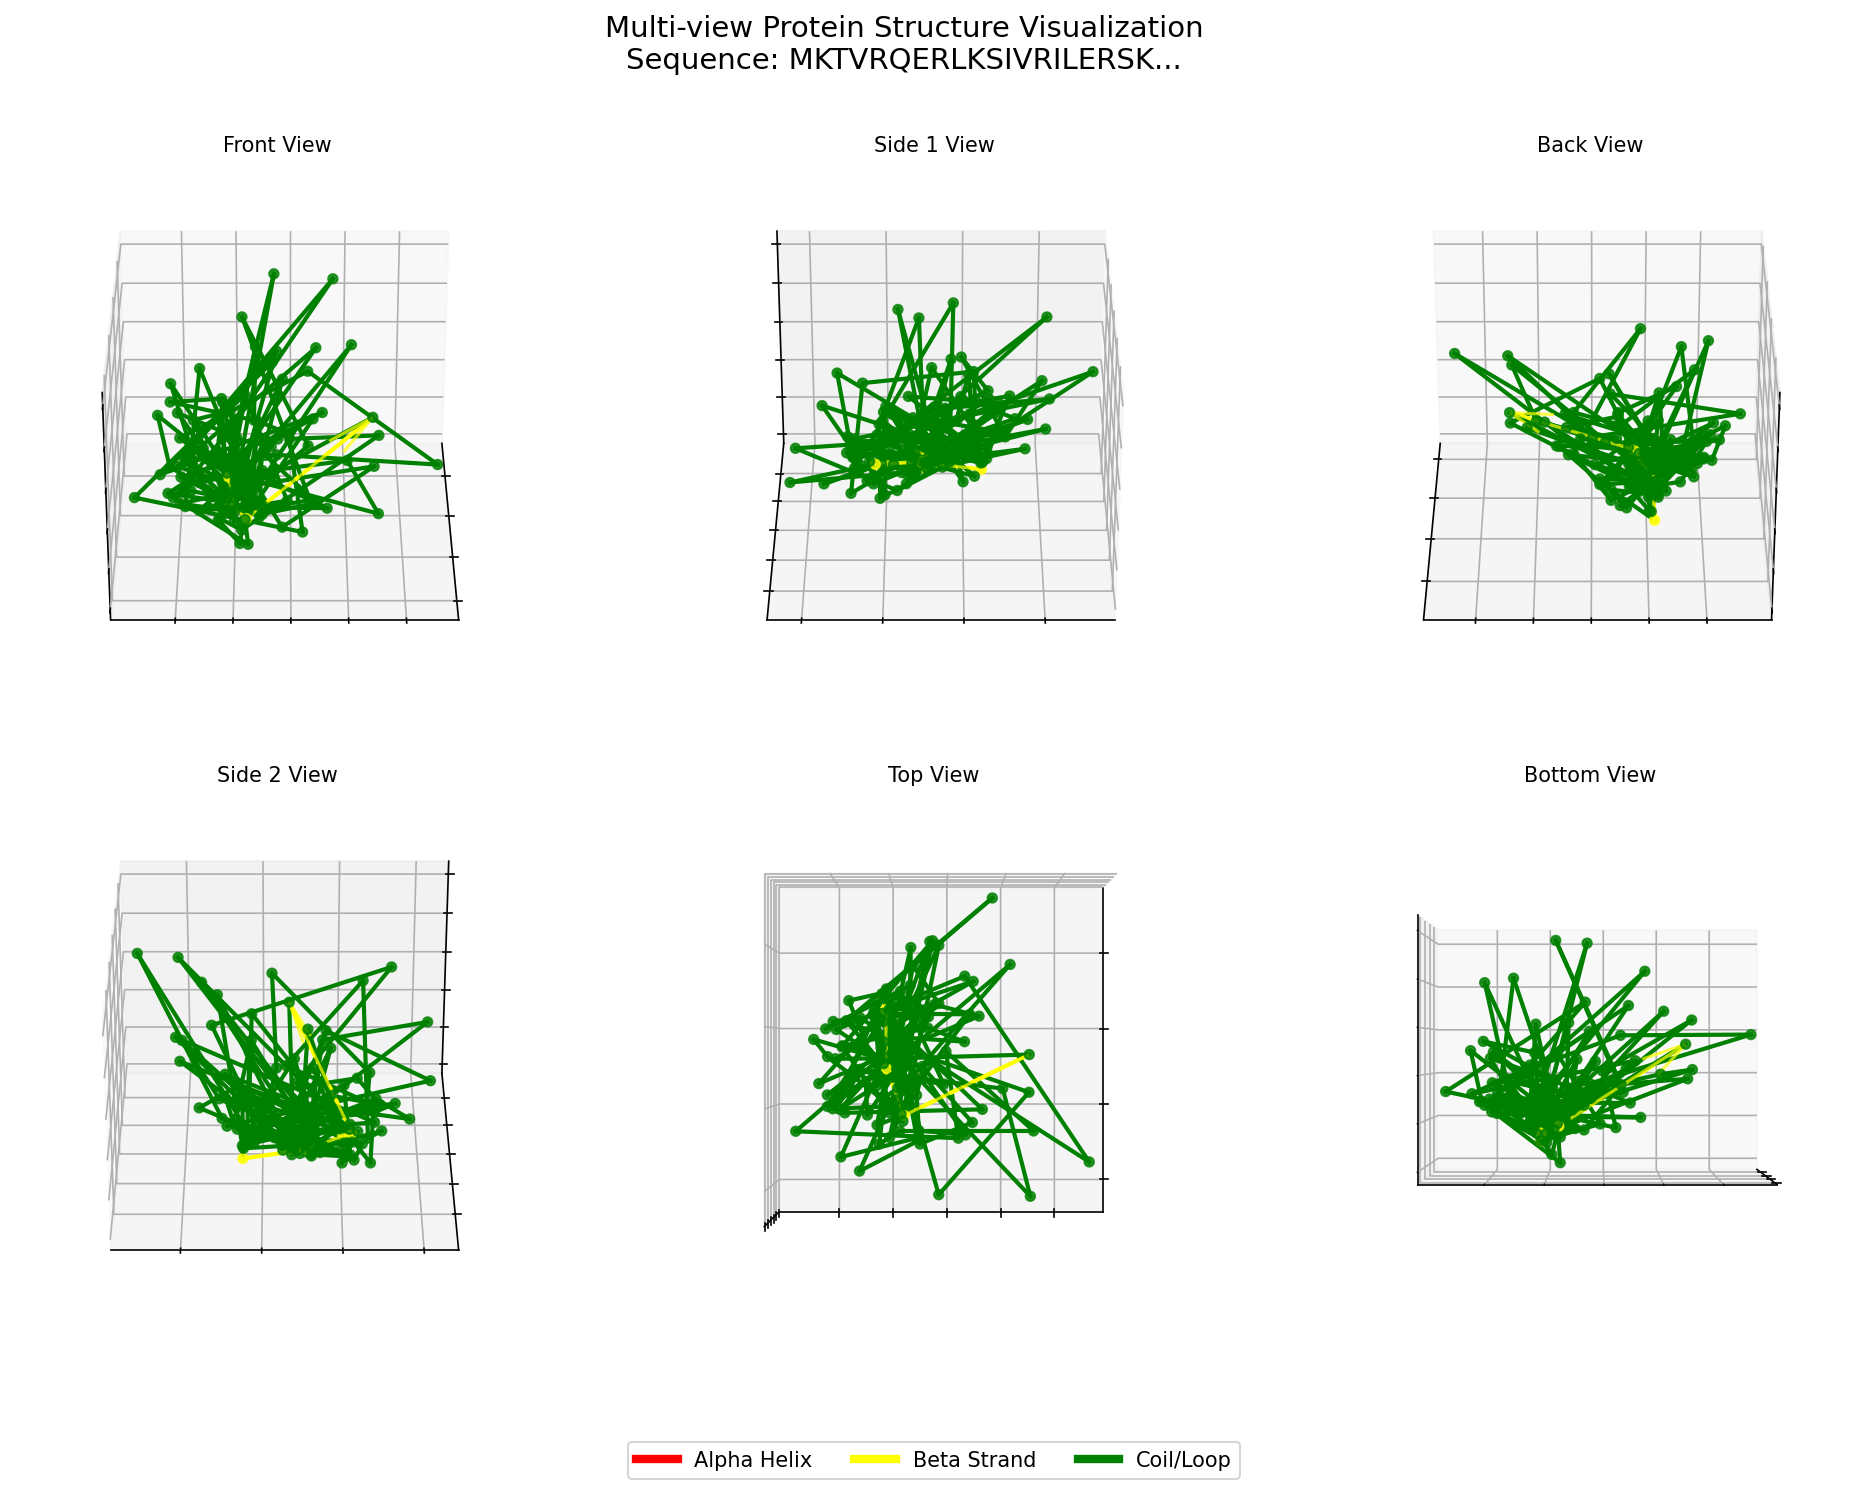 Multi-view Protein Structure Visualization
Sequence: MKTVRQERLKSIVRILERSK...
Front View
Side 1 View
Back View
Side 2 View
Top View
Bottom View
Alpha Helix
Beta Strand
Coil/Loop